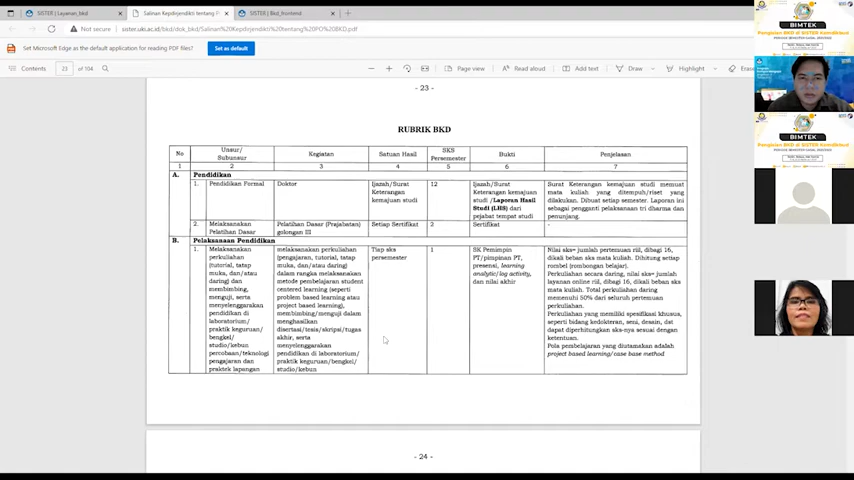 SISTER | Layanan_bkd
Salinan Kepdirjendikti tentang P
SISTER | Bkd_frontend
Not secure
sister.uki.ac.id/bkd/dok_bkd/Salinan%20Kepdirjendikti%20tentang%20PO%20BKD.pdf
Set Microsoft Edge as the default application for reading PDF files?
Set as default
Contents
23
of 104
Page view
Read aloud
Add text
Draw
Highlight
Erase
- 23
RUBRIK BKD
No
Unsur/
Subunsur
Kegiatan
Satuan Hasil
SKS
Persemester
Bukti
Penjelasan
1 2 3 4 5 6 7
A. Pendidikan
1. Pendidikan Formal
Doktor
Ijazah/Surat
Keterangan
kemajuan studi
12
Ijazah/Surat
Keterangan kemajuan
studi /Laporan Hasil
Studi (LHS) dari
pejabat tempat studi
Surat Keterangan kemajuan studi memuat
mata kuliah yang ditempuh/riset yang
dilakukan. Dibuat setiap semester. Laporan ini
sebagai pengganti pelaksanaan tri dharma dan
penunjang.
2. Melaksanakan
Pelatihan Dasar
Pelatihan Dasar (Prajabatan)
golongan III
Setiap Sertifikat
2
Sertifikat
-
B. Pelaksanaan Pendidikan
1. Melaksanakan
perkuliahan
(tutorial, tatap
muka, dan/atau
daring) dan
membimbing,
menguji, serta
menyelenggarakan
pendidikan di
laboratorium/
praktik keguruan/
bengkel/
studio/kebun
percobaan/teknologi
pengajaran dan
praktek lapangan
melaksanakan perkuliahan
(pengajaran, tutorial, tatap
muka, dan/atau daring)
dalam rangka melaksanakan
metode pembelajaran student
centered learning (seperti
problem based learning atau
project based learning),
membimbing/menguji dalam
menghasilkan
disertasi/tesis/skripsi/tugas
akhir, serta
menyelenggarakan
pendidikan di laboratorium/
praktik keguruan/bengkel/
studio/kebun
Tiap sks
persemester
1
SK Pemimpin
PT/pimpinan PT,
presensi, learning
analytic/log activity,
dan nilai akhir
Nilai sks= jumlah pertemuan riil, dibagi 16,
dikali beban sks mata kuliah. Dihitung setiap
rombel (rombongan belajar).
Perkuliahan secara daring, nilai sks=jumlah
layanan online riil, dibagi 16, dikali beban sks
mata kuliah. Total perkuliahan daring
memenuhi 50% dari seluruh pertemuan
perkuliahan.
Perkuliahan yang memiliki spesifikasi khusus,
seperti bidang kedokteran, seni, desain, dst
dapat diperhitungkan sks-nya sesuai dengan
ketentuan.
Pola pembelajaran yang diutamakan adalah
project based learning/case base method
- 24 -
BIMTEK
Pengisian BKD di SISTER Kemdikbud
BIMTEK
Pengisian BKD di SISTER Kemdikbud